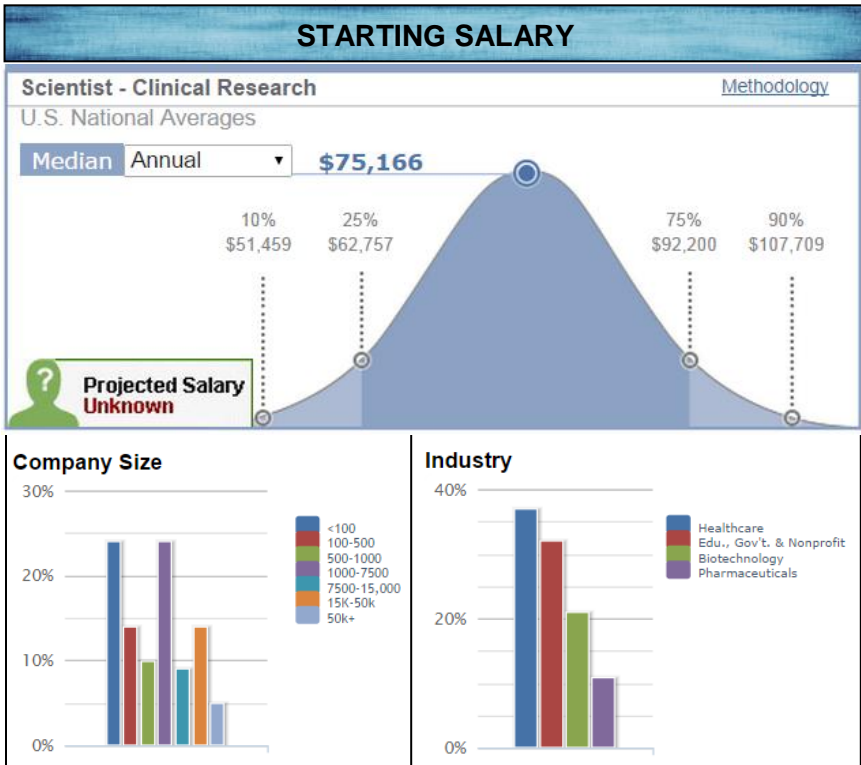 STARTING SALARY
Scientist - Clinical Research Methodology
U.S. National Averages
Median Annual $75,166
10% 25% 75% 90%
$51,459 $62,757 $92,200 $107,709
?
Projected Salary
Unknown
Company Size
30%
20%
10%
0%
<100
100-500
500-1000
1000-7500
7500-15,000
15K-50k
50k+
Industry
40%
20%
0%
Healthcare
Edu., Gov't. & Nonprofit
Biotechnology
Pharmaceuticals